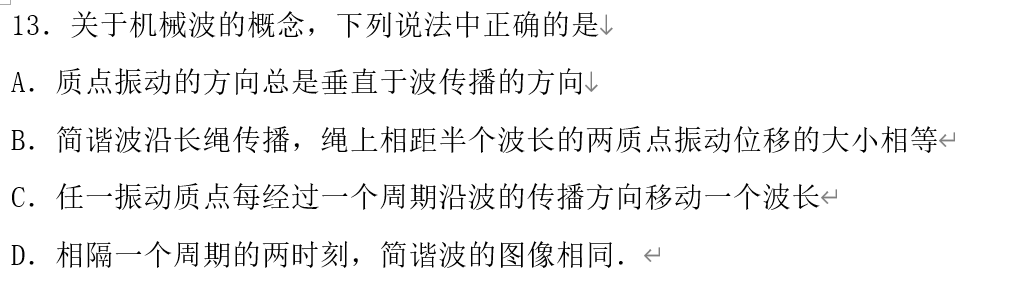 13．关于机械波的概念，下列说法中正确的是↓
A．质点振动的方向总是垂直于波传播的方向↓
B．简谐波沿长绳传播，绳上相距半个波长的两质点振动位移的大小相等↵
C．任一振动质点每经过一个周期沿波的传播方向移动一个波长↵
D．相隔一个周期的两时刻，简谐波的图像相同．↵